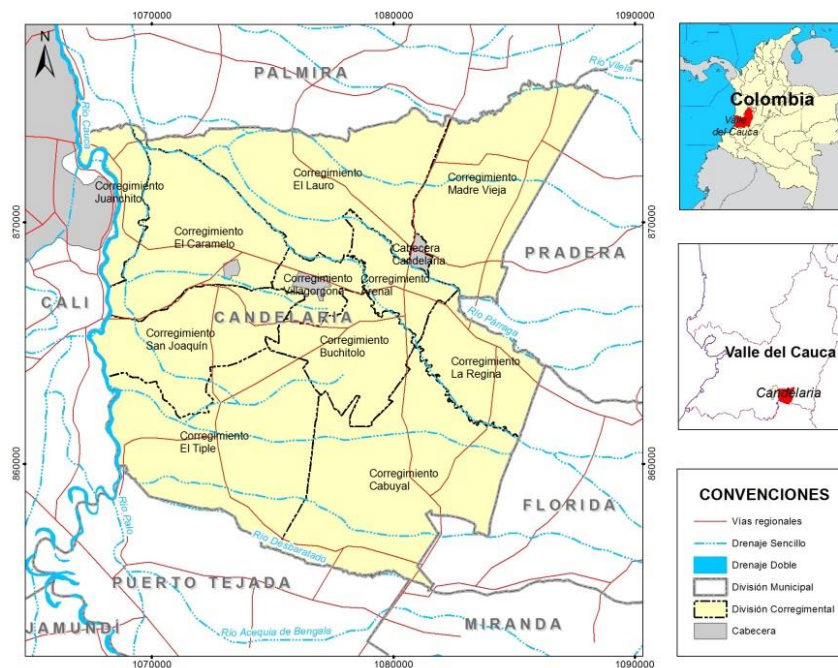 1070000
1080000
1090000
N
PALMIRA
Río Vilela
Río Cauca
Corregimiento
El Lauro
Corregimiento
Madre Vieja
Corregimiento
Juanchito
870000
870000
Corregimiento
El Caramelo
Cabecera
Candelaria
PRADERA
Corregimiento
Villagorgona
Corregimiento
Arenal
CALI
CANDELARIA
Río Párraga
Corregimiento
San Joaquín
Corregimiento
Buchitolo
Corregimiento
La Regina
Corregimiento
El Tiple
860000
860000
Corregimiento
Cabuyal
FLORIDA
Río Palo
Río Desbaratado
PUERTO TEJADA
JAMUNDÍ
Río Acequia de Bengala
MIRANDA
1070000
1080000
1090000
Colombia
Valle
del Cauca
Valle del Cauca
Candelaria
CONVENCIONES
Vías regionales
Drenaje Sencillo
Drenaje Doble
División Municipal
División Corregimental
Cabecera